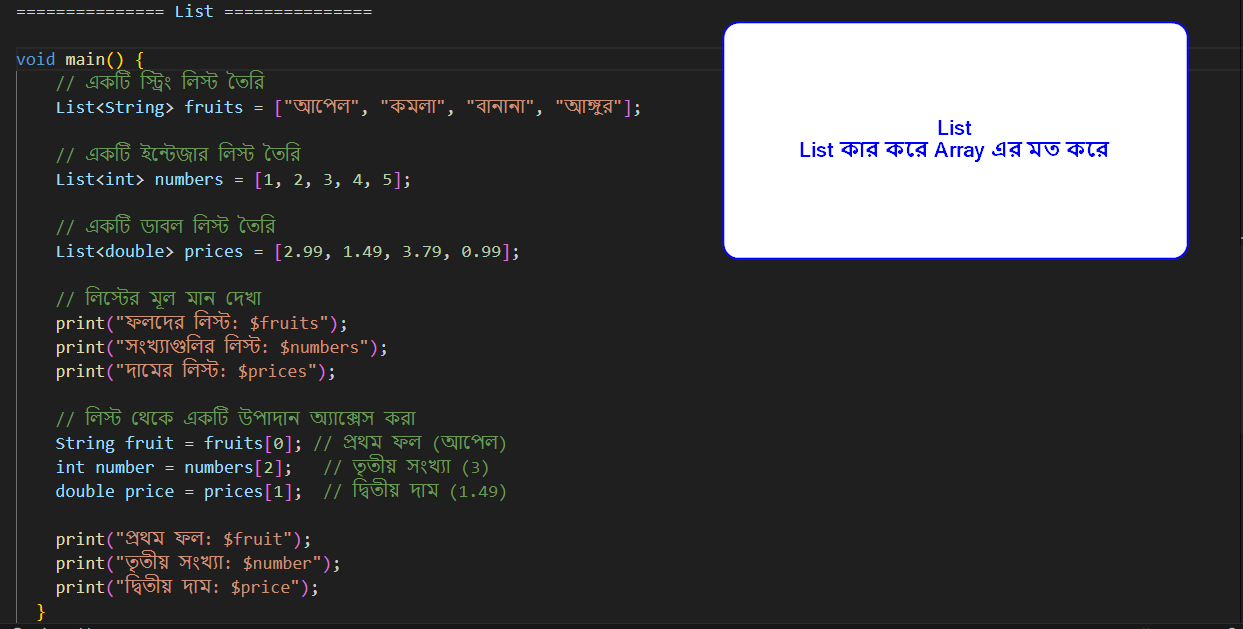 =============== List ===============
void main() {
// একটি স্ট্রিং লিস্ট তৈরি
List<String> fruits = ["আপেল", "কমলা", "বানানা", "আঙ্গুর"];
// একটি ইন্টেজার লিস্ট তৈরি
List<int> numbers = [1, 2, 3, 4, 5];
// একটি ডাবল লিস্ট তৈরি
List<double> prices = [2.99, 1.49, 3.79, 0.99];
// লিস্টের মূল মান দেখা
print("ফলদের লিস্ট: $fruits");
print("সংখ্যাগুলির লিস্ট: $numbers");
print("দামের লিস্ট: $prices");
// লিস্ট থেকে একটি উপাদান অ্যাক্সেস করা
String fruit = fruits[0]; // প্রথম ফল (আপেল)
int number = numbers[2];   // তৃতীয় সংখ্যা (3)
double price = prices[1];  // দ্বিতীয় দাম (1.49)
print("প্রথম ফল: $fruit");
print("তৃতীয় সংখ্যা: $number");
print("দ্বিতীয় দাম: $price");
}
List
List কার করে Array এর মত করে